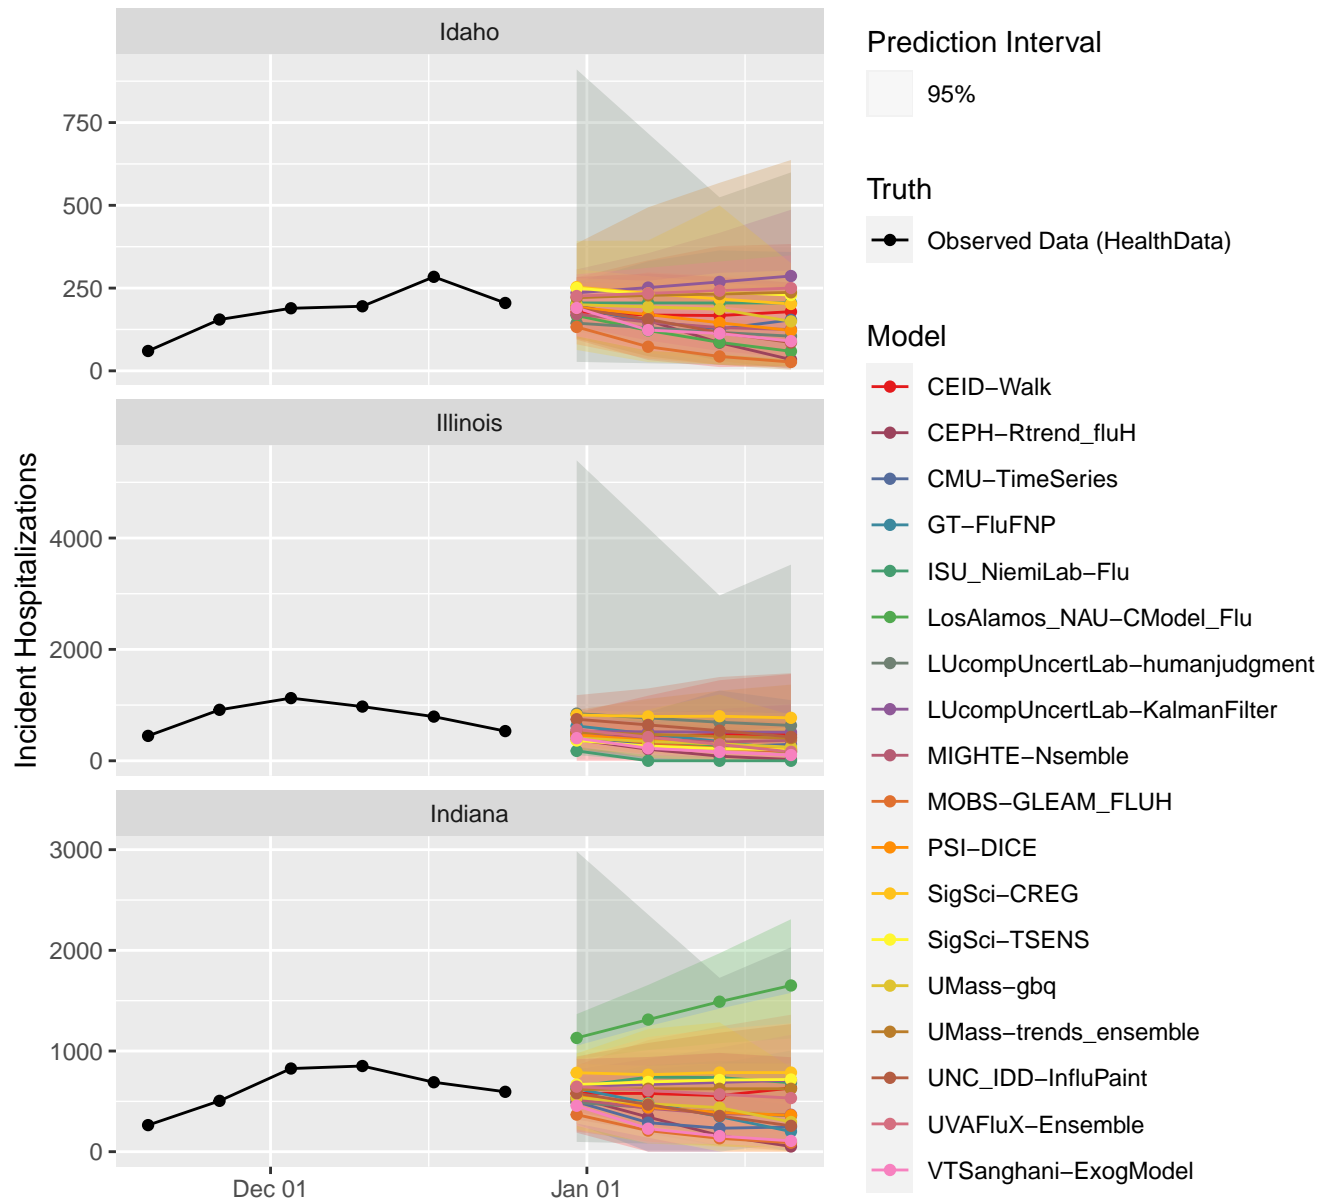 Idaho
750
500
250
0
Illinois
4000
2000
0
Indiana
3000
2000
1000
0
Dec 01
Jan 01
Incident Hospitalizations
Prediction Interval
95%
Truth
Observed Data (HealthData)
Model
CEID−Walk
CEPH−Rtrend_fluH
CMU−TimeSeries
GT−FluFNP
ISU_NiemiLab−Flu
LosAlamos_NAU−CModel_Flu
LUcompUncertLab−humanjudgment
LUcompUncertLab−KalmanFilter
MIGHTE−Nsemble
MOBS−GLEAM_FLUH
PSI−DICE
SigSci−CREG
SigSci−TSENS
UMass−gbq
UMass−trends_ensemble
UNC_IDD−InfluPaint
UVAFluX−Ensemble
VTSanghani−ExogModel